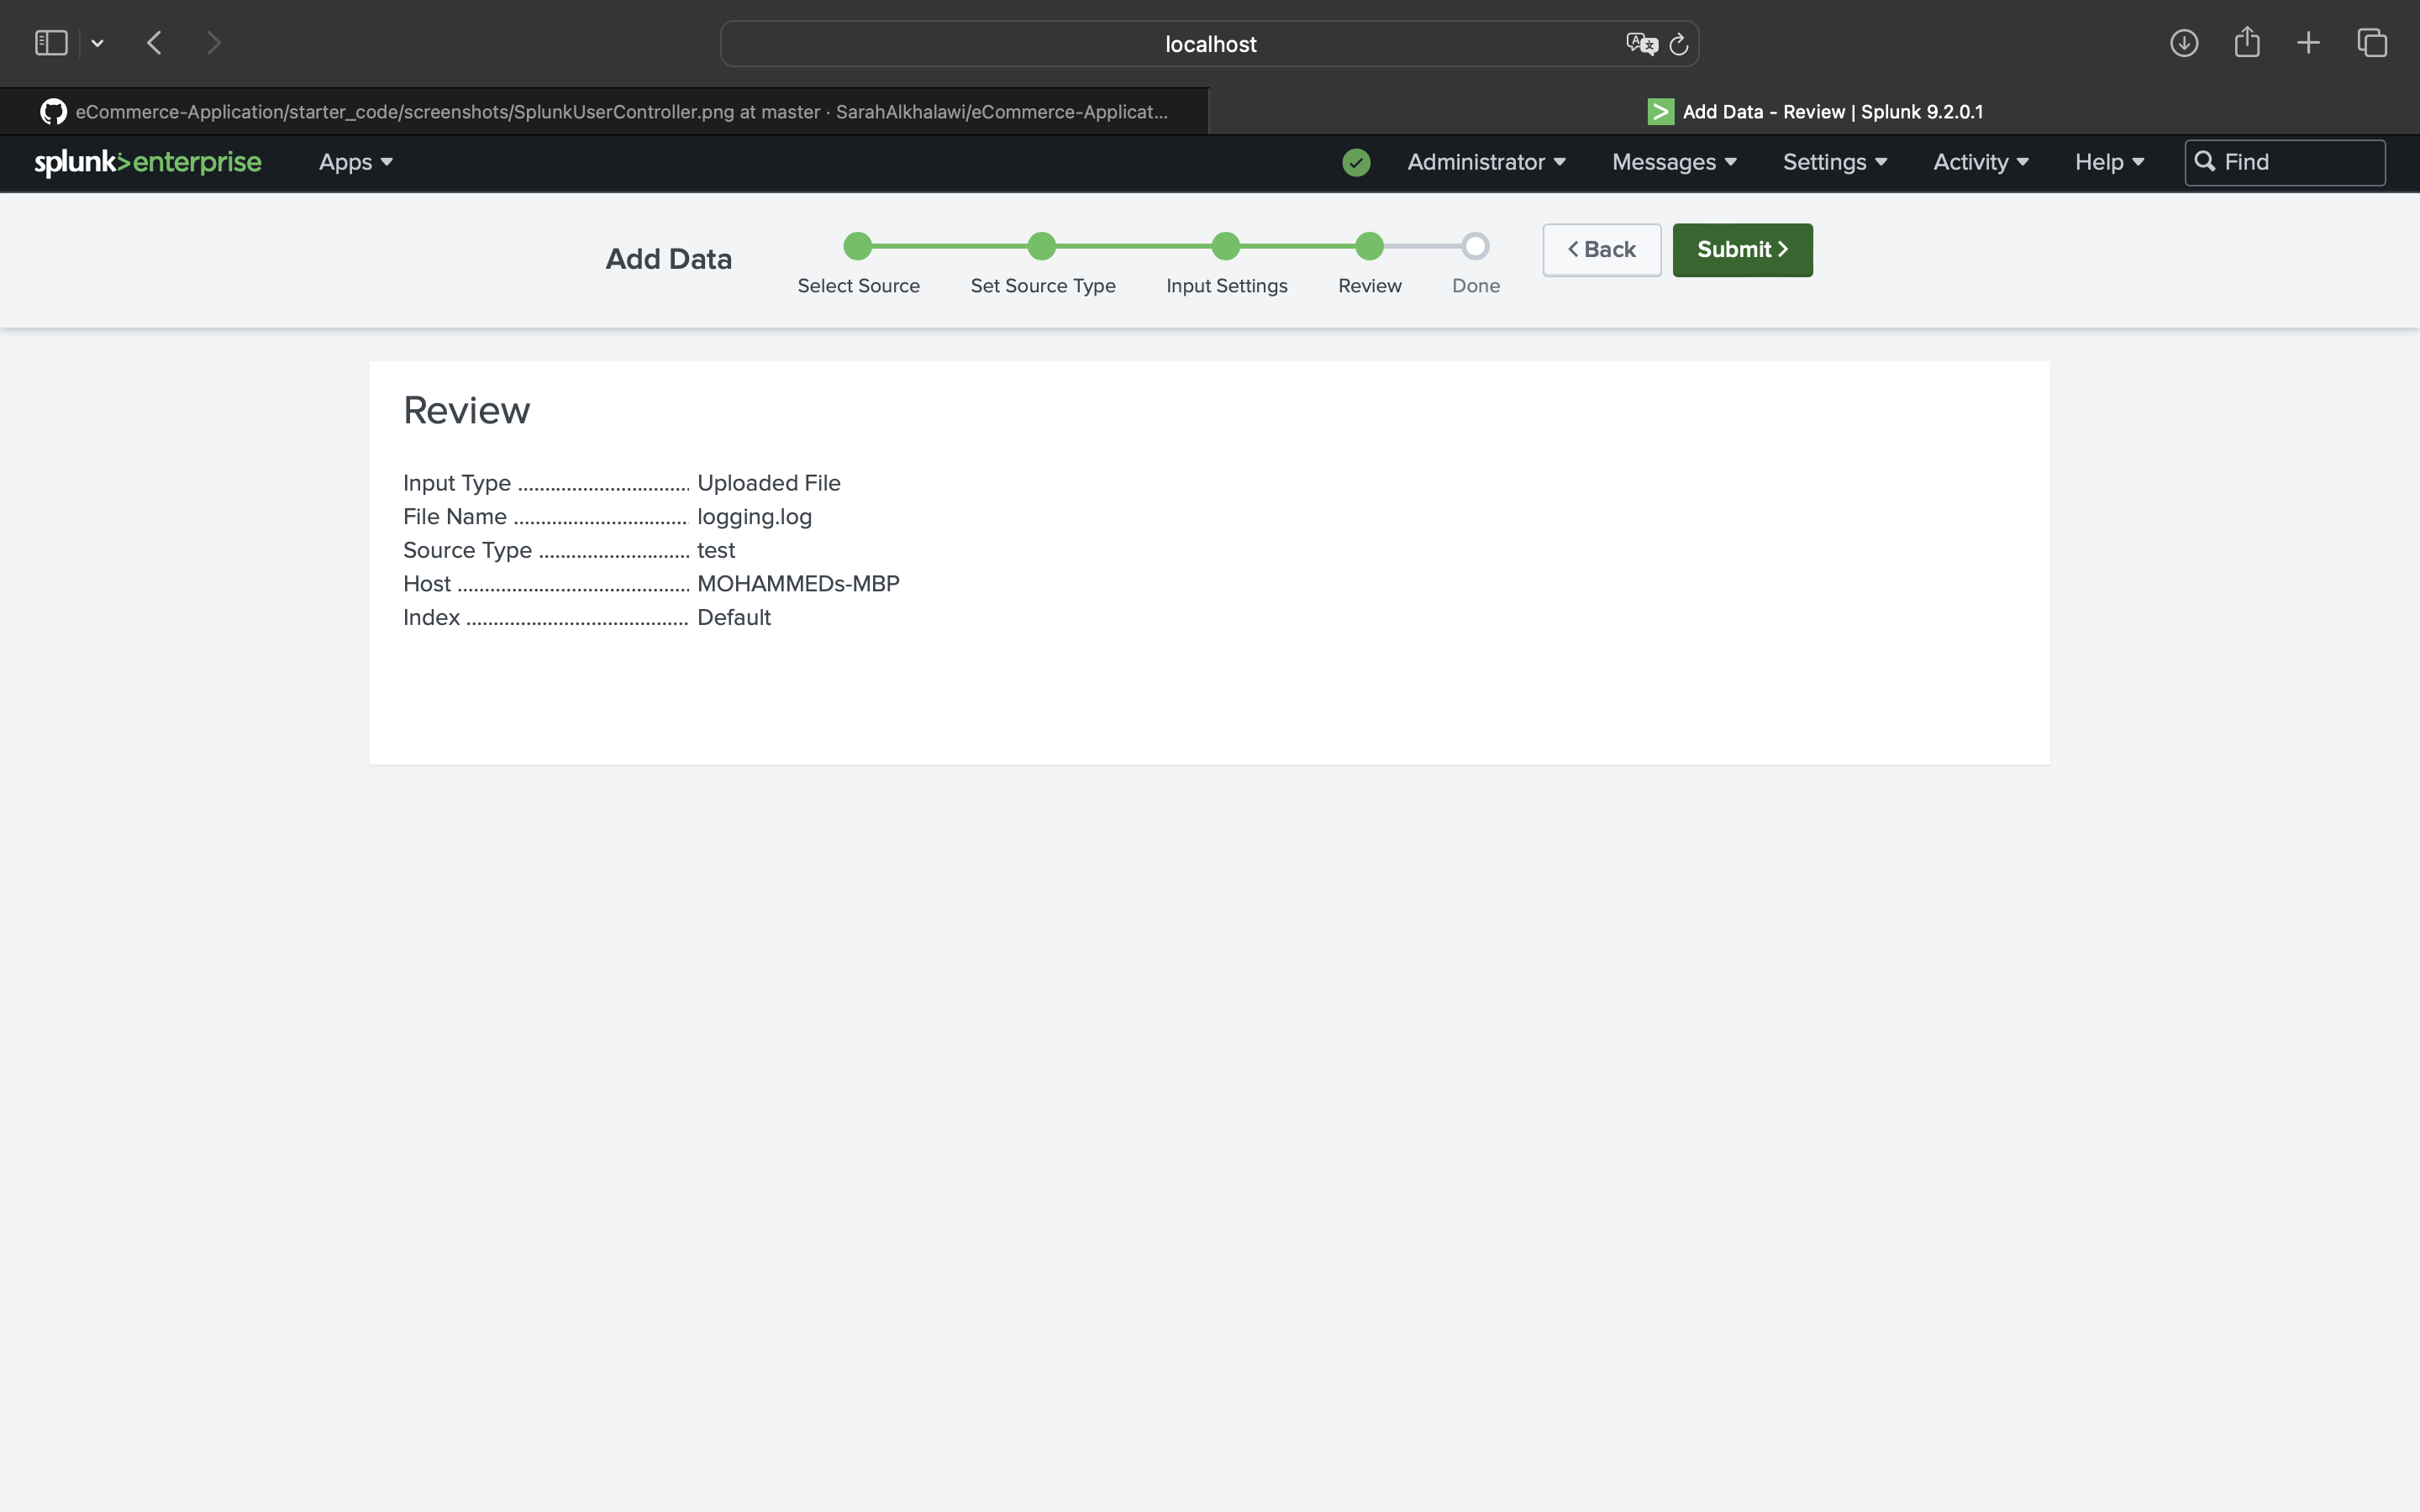 localhost
eCommerce-Application/starter_code/screenshots/SplunkUserController.png at master · SarahAlkhalawi/eCommerce-Applicat...
Add Data - Review | Splunk 9.2.0.1
splunk>enterprise Apps Administrator Messages Settings Activity Help Find
Add Data
Select Source Set Source Type Input Settings Review Done
< Back
Submit >
Review
Input Type ................................ Uploaded File
File Name ................................ logging.log
Source Type ............................ test
Host ........................................... MOHAMMEDs-MBP
Index ......................................... Default